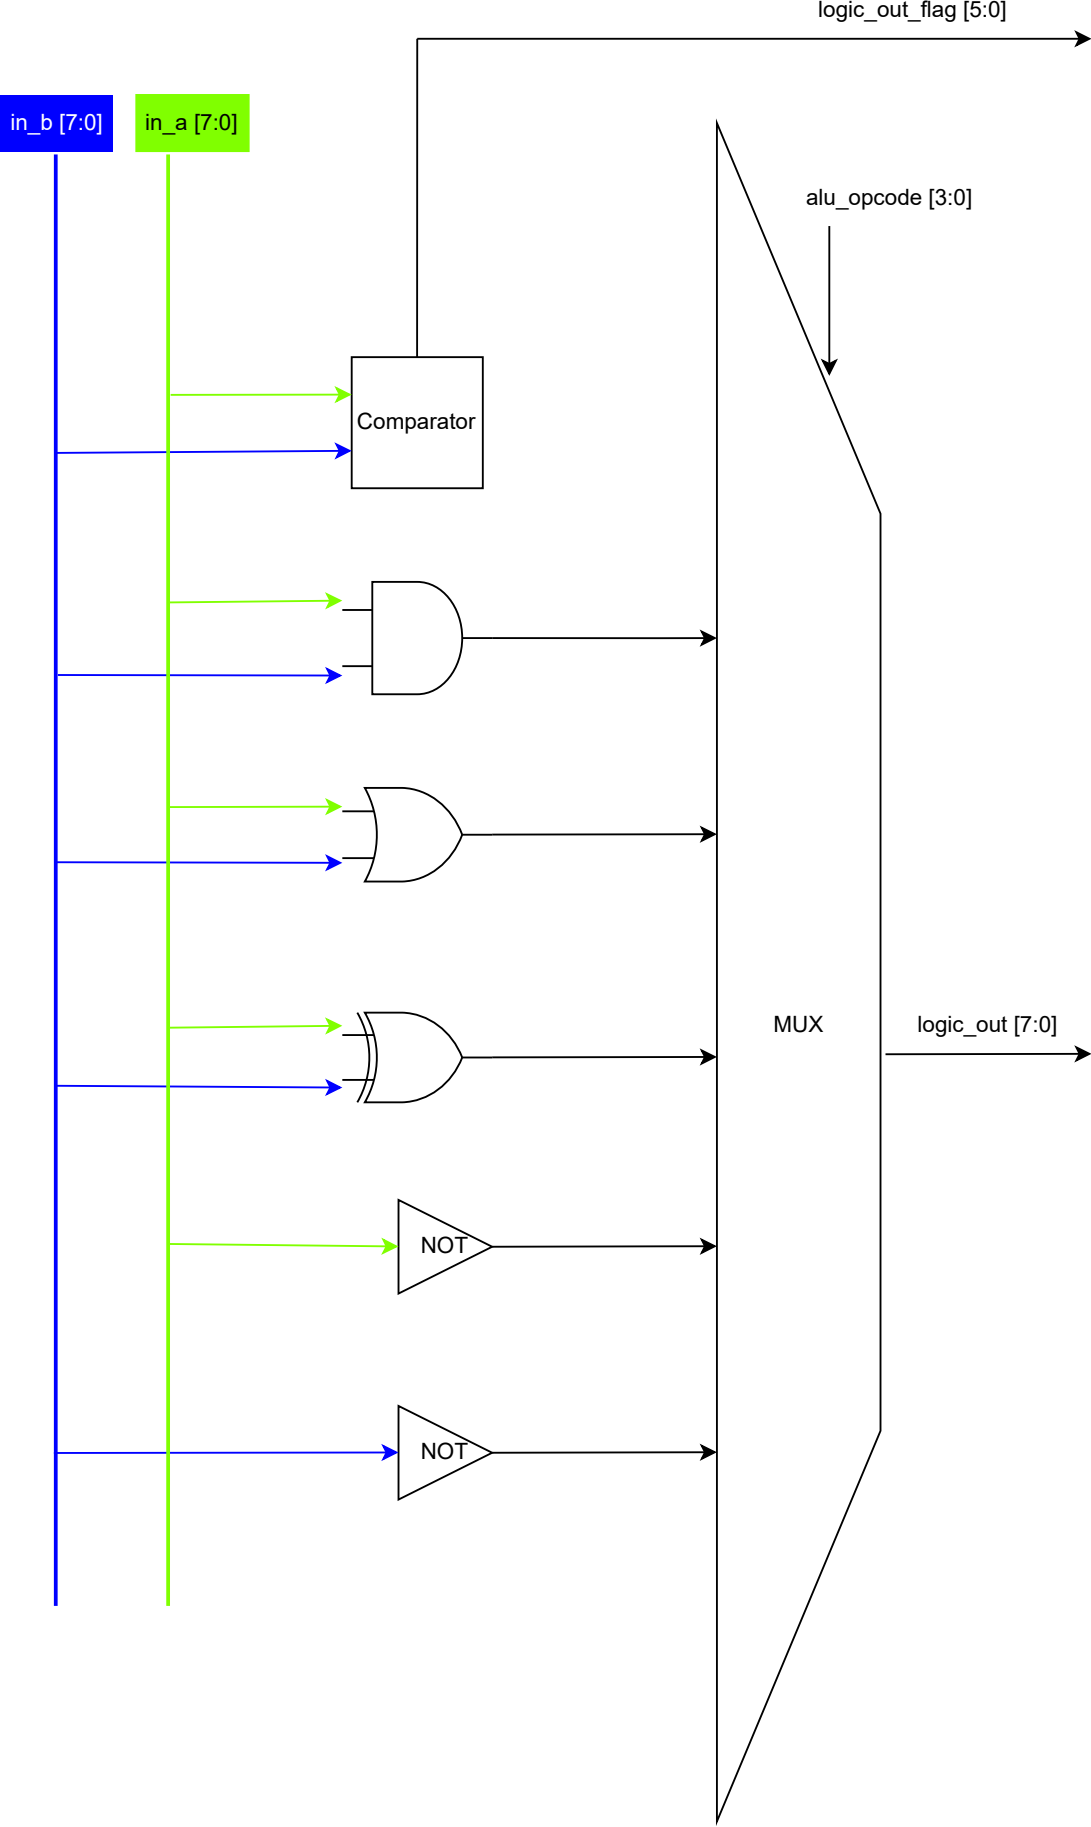 logic_out_flag [5:0]
in_b [7:0]
in_a [7:0]
alu_opcode [3:0]
Comparator
MUX
logic_out [7:0]
NOT
NOT